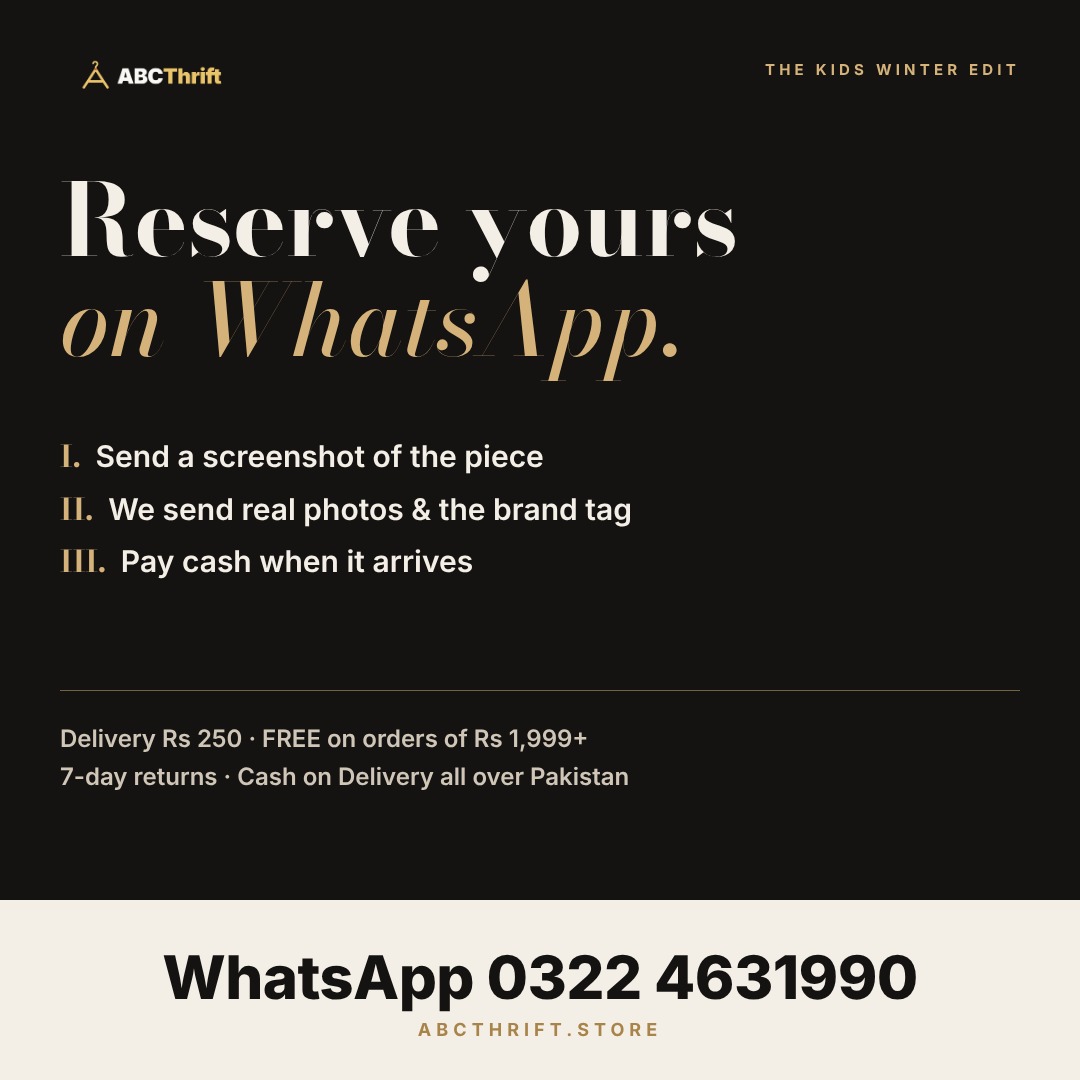 ABCThrift
THE KIDS WINTER EDIT
Reserve yours
on WhatsApp.
I. Send a screenshot of the piece
II. We send real photos & the brand tag
III. Pay cash when it arrives
Delivery Rs 250 · FREE on orders of Rs 1,999+
7-day returns · Cash on Delivery all over Pakistan
WhatsApp 0322 4631990
ABCTHRIFT.STORE